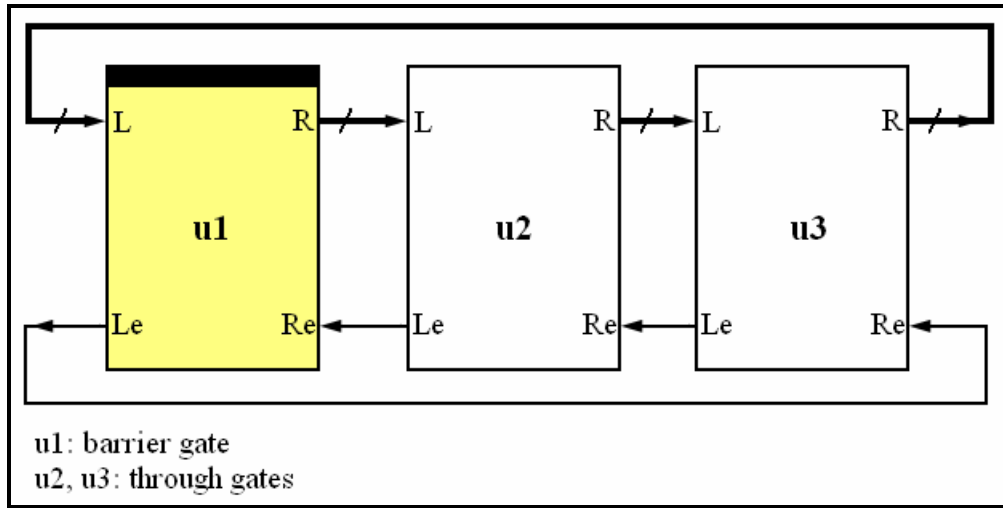 L R L R L R
u1 u2 u3
Le Re Le Re Le Re
u1: barrier gate
u2, u3: through gates